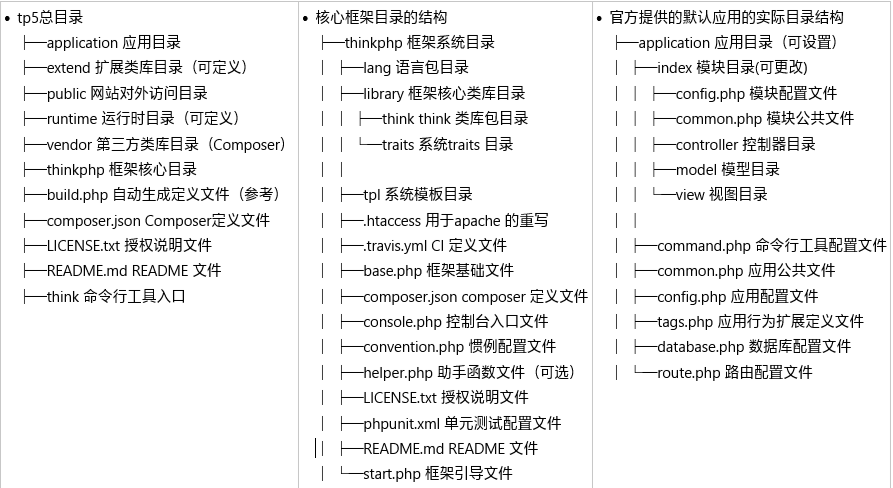 • tp5总目录
├──application 应用目录
├──extend 扩展类库目录（可定义）
├──public 网站对外访问目录
├──runtime 运行时目录（可定义）
├──vendor 第三方类库目录（Composer）
├──thinkphp 框架核心目录
├──build.php 自动生成定义文件（参考）
├──composer.json Composer定义文件
├──LICENSE.txt 授权说明文件
├──README.md README 文件
├──think 命令行工具入口
• 核心框架目录的结构
├──thinkphp 框架系统目录
│ ├──lang 语言包目录
│ ├──library 框架核心类库目录
│ │ ├──think think 类库包目录
│ │ └──traits 系统traits 目录
│ │
│ ├──tpl 系统模板目录
│ ├──.htaccess 用于apache 的重写
│ ├──.travis.yml CI 定义文件
│ ├──base.php 框架基础文件
│ ├──composer.json composer 定义文件
│ ├──console.php 控制台入口文件
│ ├──convention.php 惯例配置文件
│ ├──helper.php 助手函数文件（可选）
│ ├──LICENSE.txt 授权说明文件
│ ├──phpunit.xml 单元测试配置文件
│ ├──README.md README 文件
│ └──start.php 框架引导文件
• 官方提供的默认应用的实际目录结构
├──application 应用目录（可设置）
│ ├──index 模块目录(可更改)
│ │ ├──config.php 模块配置文件
│ │ ├──common.php 模块公共文件
│ │ ├──controller 控制器目录
│ │ ├──model 模型目录
│ │ └──view 视图目录
│ │
│ ├──command.php 命令行工具配置文件
│ ├──common.php 应用公共文件
│ ├──config.php 应用配置文件
│ ├──tags.php 应用行为扩展定义文件
│ ├──database.php 数据库配置文件
│ └──route.php 路由配置文件